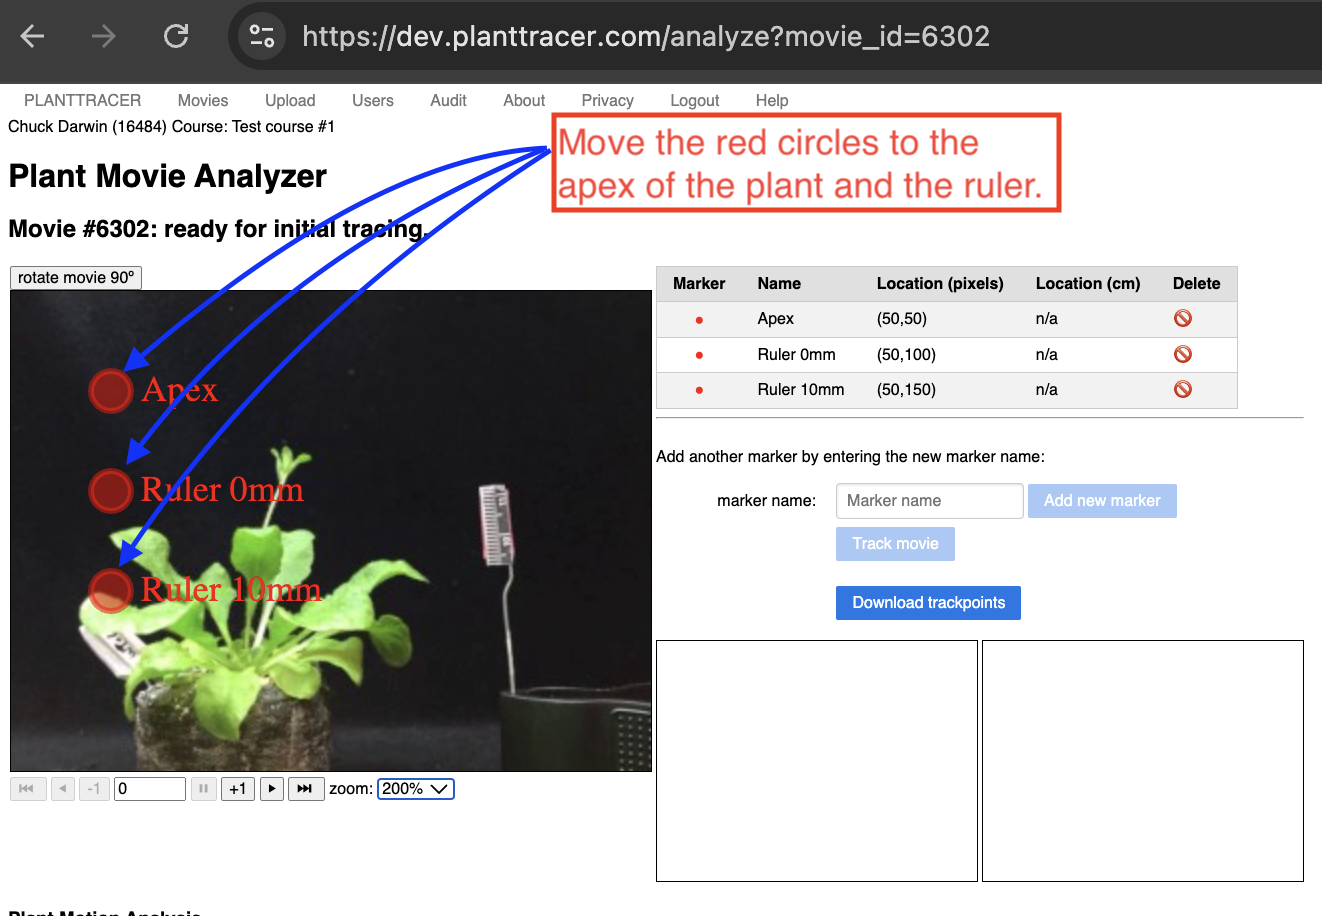 https://dev.planttracer.com/analyze?movie_id=6302
PLANTTRACER Movies Upload Users Audit About Privacy Logout Help
Chuck Darwin (16484) Course: Test course #1
Move the red circles to the
apex of the plant and the ruler.
Plant Movie Analyzer
Movie #6302: ready for initial tracing.
rotate movie 90º
Apex
Ruler 0mm
Ruler 10mm
-1 0 +1 zoom: 200%
Marker Name Location (pixels) Location (cm) Delete
Apex (50,50) n/a
Ruler 0mm (50,100) n/a
Ruler 10mm (50,150) n/a
Add another marker by entering the new marker name:
marker name: Marker name Add new marker
Track movie
Download trackpoints
Plant Motion Analysis